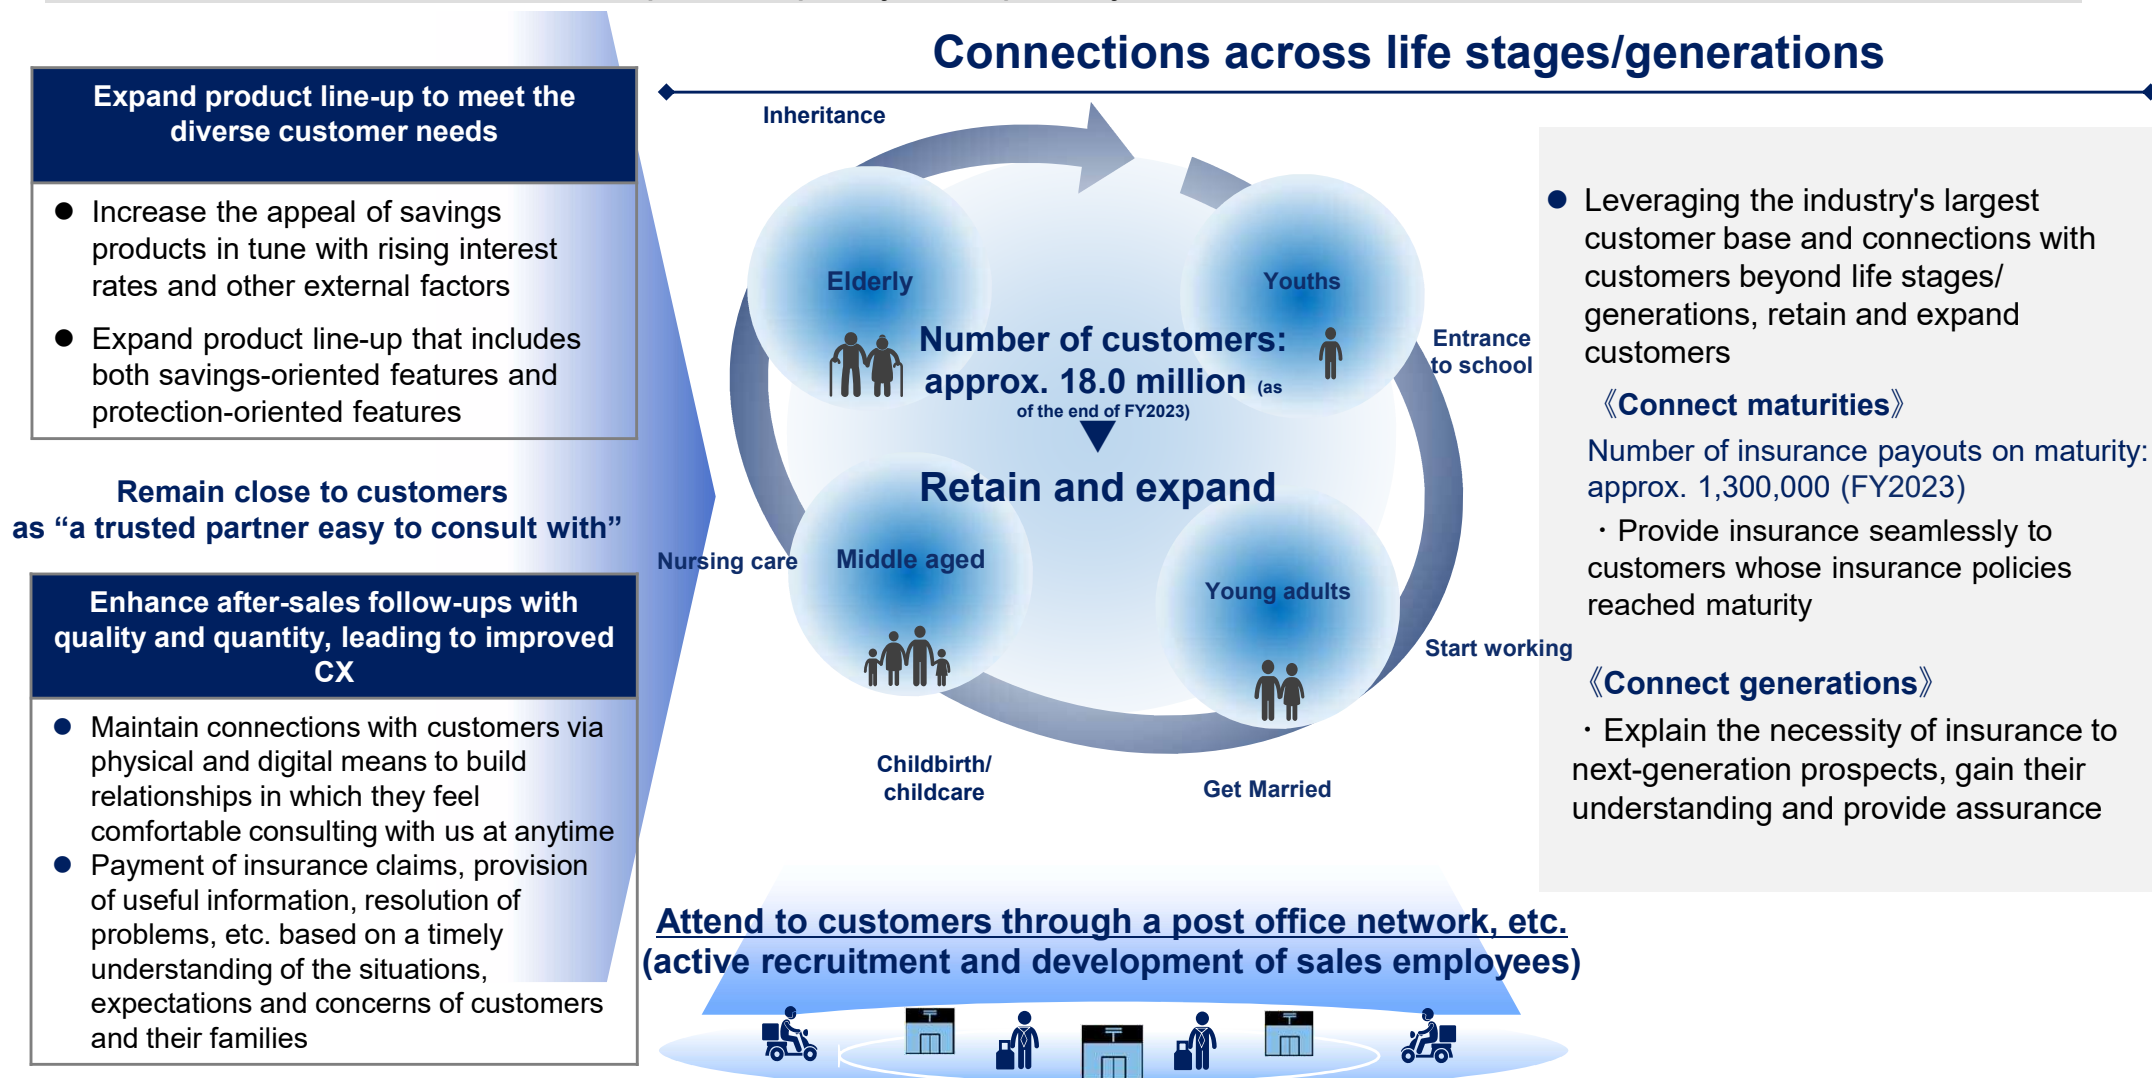 Connections across life stages/generations
Expand product line-up to meet the
diverse customer needs
● Increase the appeal of savings
products in tune with rising interest
rates and other external factors
● Expand product line-up that includes
both savings-oriented features and
protection-oriented features
Remain close to customers
as “a trusted partner easy to consult with”
Enhance after-sales follow-ups with
quality and quantity, leading to improved
CX
● Maintain connections with customers via
physical and digital means to build
relationships in which they feel
comfortable consulting with us at anytime
● Payment of insurance claims, provision
of useful information, resolution of
problems, etc. based on a timely
understanding of the situations,
expectations and concerns of customers
and their families
Inheritance
Elderly
Youths
Number of customers:
approx. 18.0 million (as
of the end of FY2023)
Retain and expand
Entrance
to school
Nursing care
Middle aged
Young adults
Start working
Childbirth/
childcare
Get Married
Attend to customers through a post office network, etc.
(active recruitment and development of sales employees)
● Leveraging the industry's largest
customer base and connections with
customers beyond life stages/
generations, retain and expand
customers
《Connect maturities》
Number of insurance payouts on maturity:
approx. 1,300,000 (FY2023)
・Provide insurance seamlessly to
customers whose insurance policies
reached maturity
《Connect generations》
・Explain the necessity of insurance to
next-generation prospects, gain their
understanding and provide assurance